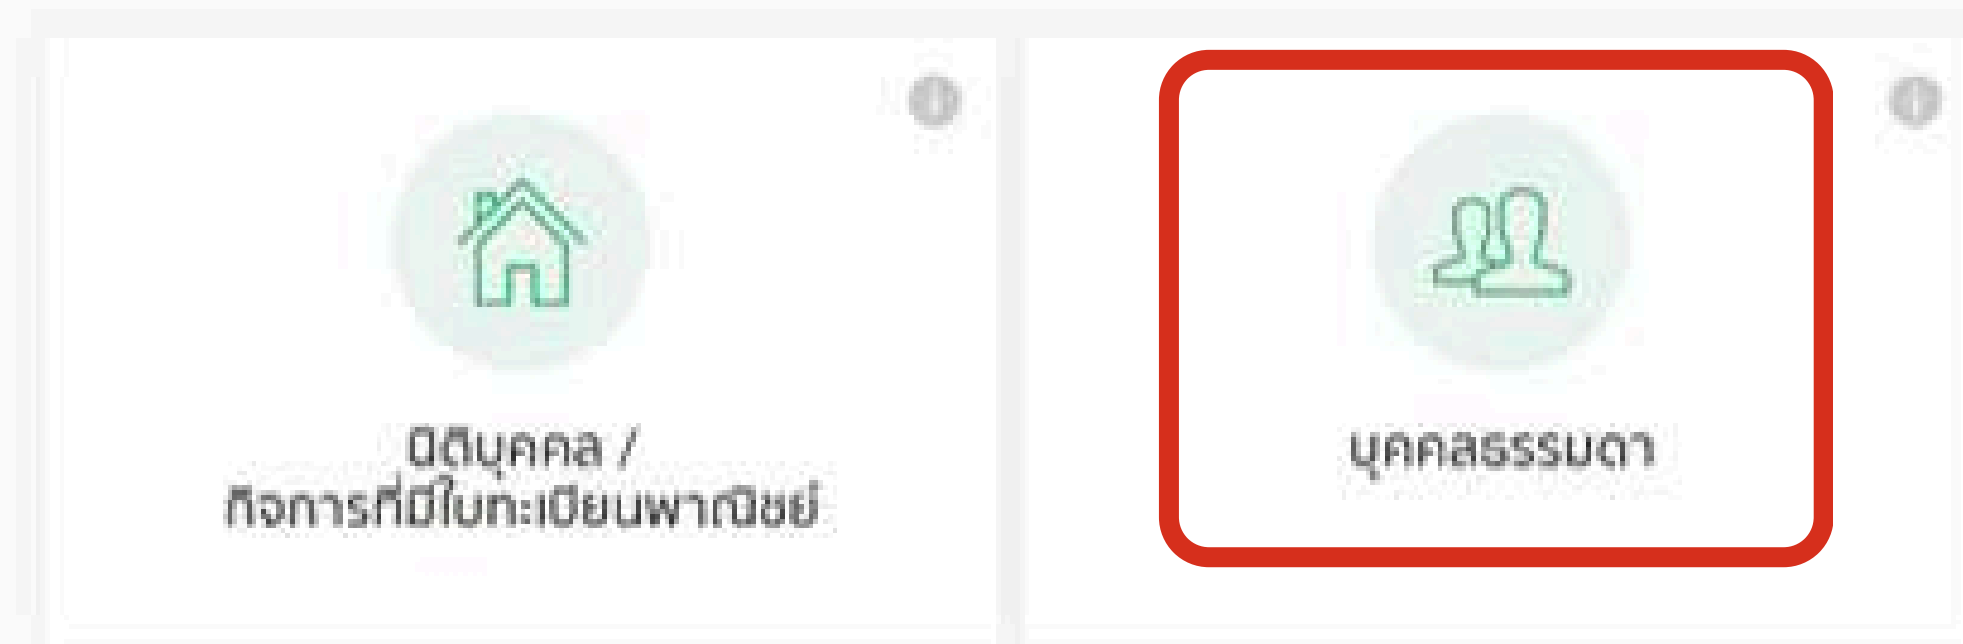 นิติบุคคล /
กิจการที่มีใบทะเบียนพาณิชย์
บุคคลธรรมดา